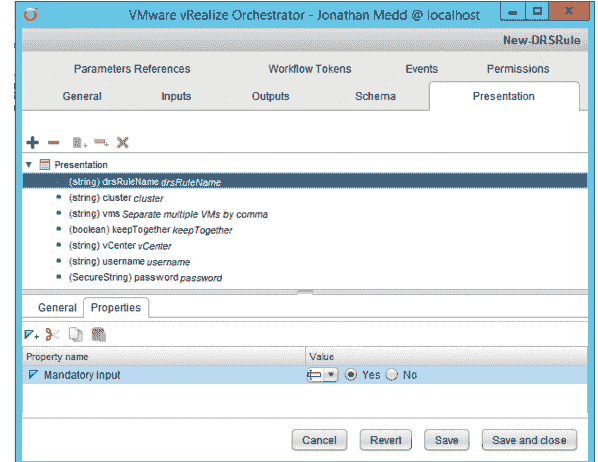 VMware vRealize Orchestrator - Jonathan Medd @ localhost
New-DRSRule
Parameters References Workflow Tokens Events Permissions
General Inputs Outputs Schema Presentation
Presentation
(string) drsRuleName drsRuleName
(string) cluster cluster
(string) vms Separate multiple VMs by comma
(boolean) keepTogether keepTogether
(string) vCenter vCenter
(string) username username
(SecureString) password password
General Properties
Property name Value
Mandatory input Yes No
Cancel Revert Save Save and close